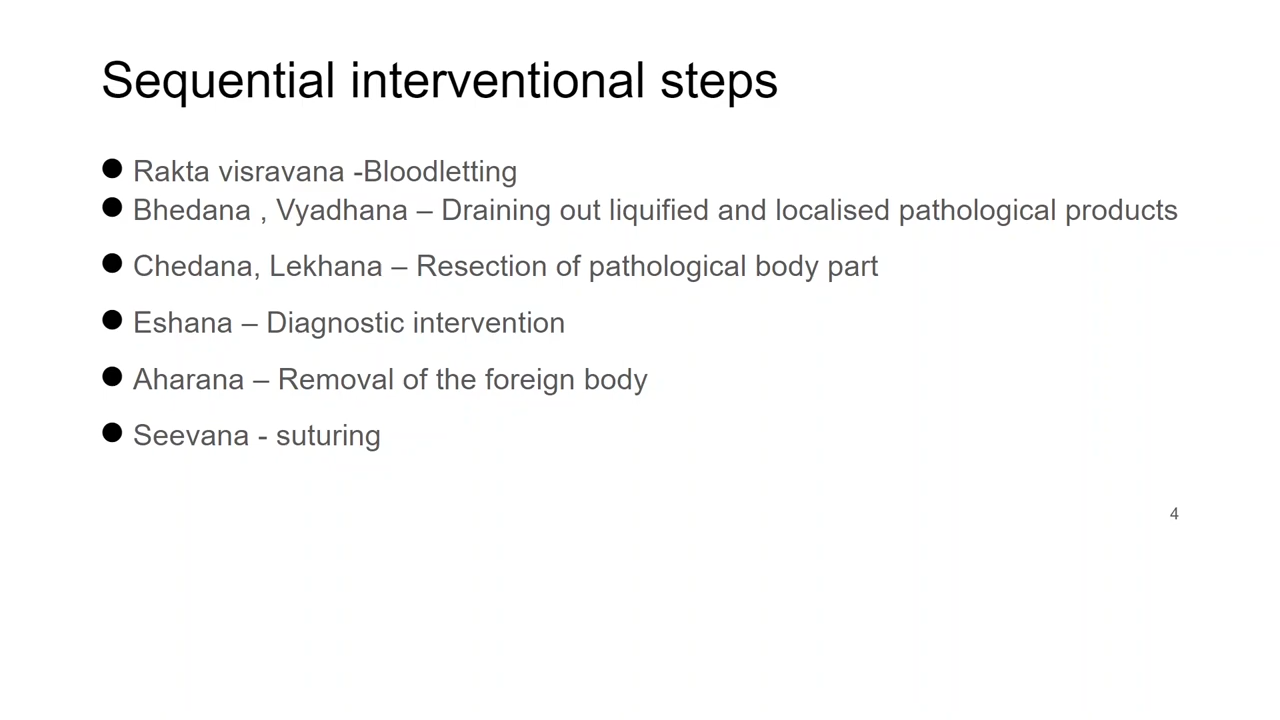 Sequential interventional steps
● Rakta visravana -Bloodletting
● Bhedana , Vyadhana – Draining out liquified and localised pathological products
● Chedana, Lekhana – Resection of pathological body part
● Eshana – Diagnostic intervention
● Aharana – Removal of the foreign body
● Seevana - suturing
4